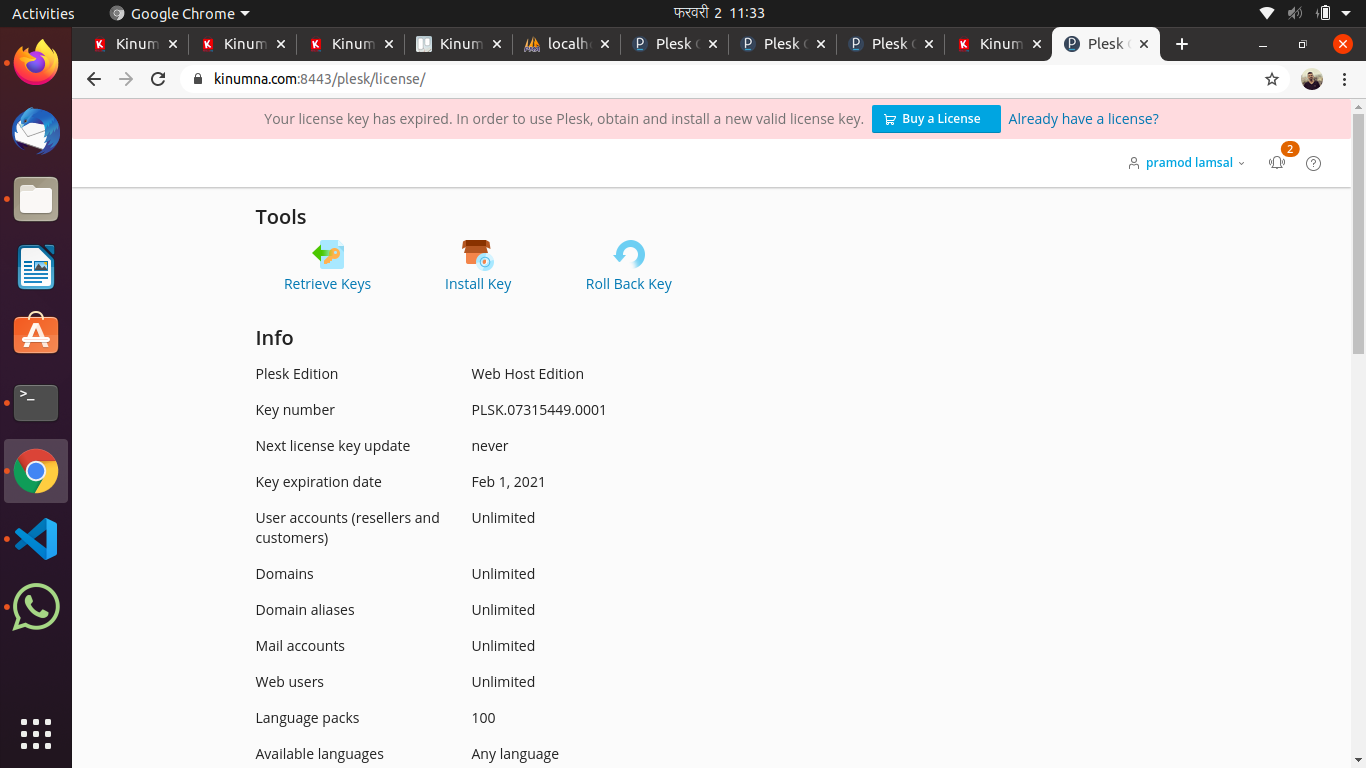 Activities Google Chrome फरवरी 2 11:33
Kinum Kinum Kinum Kinum localh Plesk Plesk Plesk Kinum Plesk
kinumna.com:8443/plesk/license/
Your license key has expired. In order to use Plesk, obtain and install a new valid license key. Buy a License Already have a license?
2
pramod lamsal
Tools
Retrieve Keys Install Key Roll Back Key
Info
Plesk Edition Web Host Edition
Key number PLSK.07315449.0001
Next license key update never
Key expiration date Feb 1, 2021
User accounts (resellers and Unlimited
customers)
Domains Unlimited
Domain aliases Unlimited
Mail accounts Unlimited
Web users Unlimited
Language packs 100
Available languages Any language